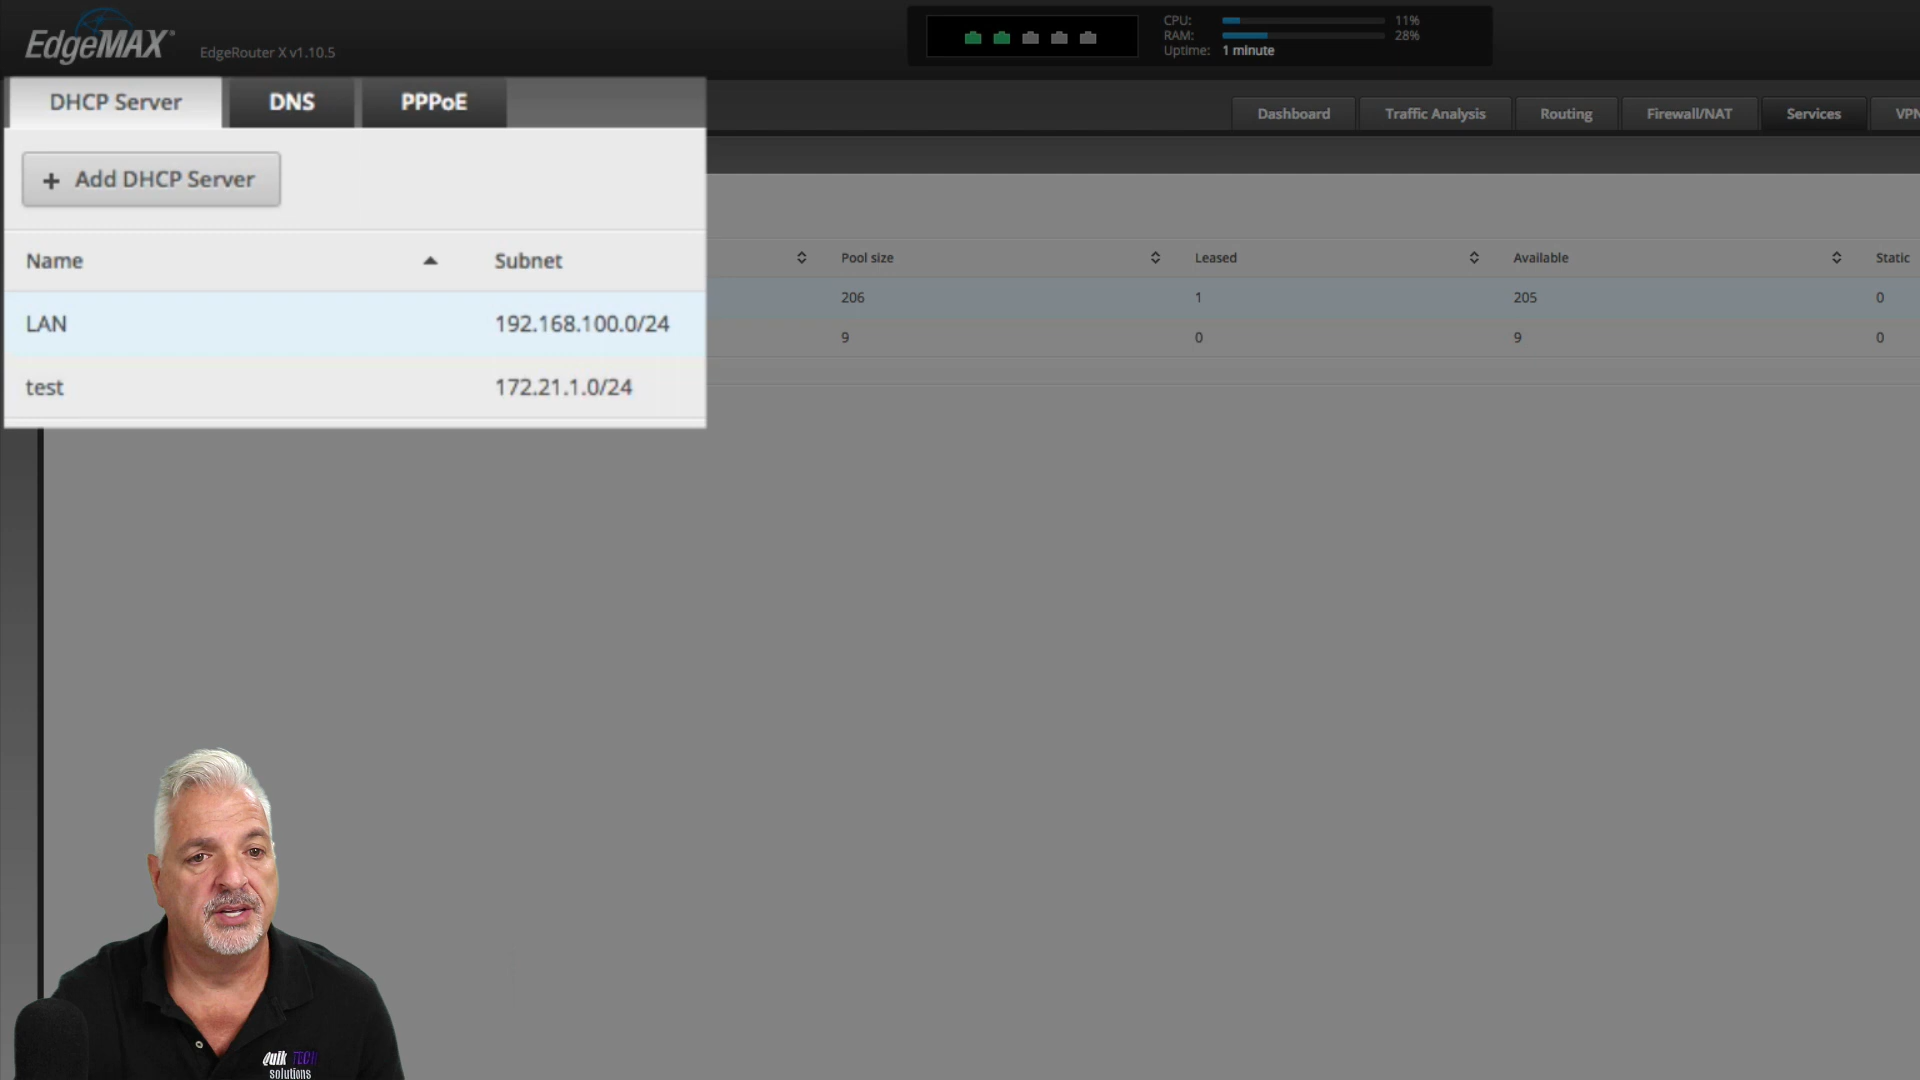 EdgeMAX®
EdgeRouter X v1.10.5
CPU: 11%
RAM: 28%
Uptime: 1 minute
DHCP Server DNS PPPoE
Dashboard Traffic Analysis Routing Firewall/NAT Services VPN
+ Add DHCP Server
Name Subnet Pool size Leased Available Static
LAN 192.168.100.0/24 206 1 205 0
test 172.21.1.0/24 9 0 9 0
Quik TECH
solutions